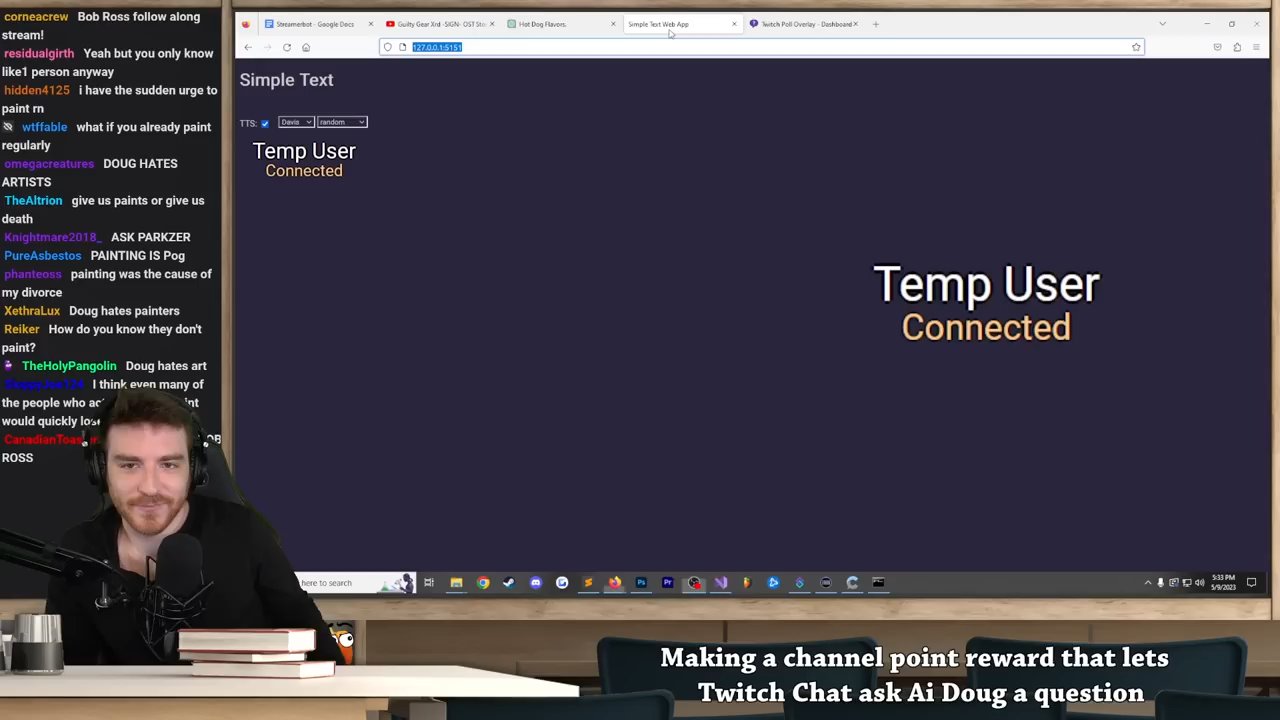 corneacrew Bob Ross follow along
stream!
residualgirth Yeah but you only know
like1 person anyway
hidden4125 i have the sudden urge to
paint rn
wtffable what if you already paint
regularly
omegacreatures DOUG HATES
ARTISTS
TheAltrion give us paints or give us
death
Knightmare2018_ ASK PARKZER
PureAsbestos PAINTING IS Pog
phanteoss painting was the cause of
my divorce
XethraLux Doug hates painters
Reiker How do you know they don't
paint?
TheHolyPangolin Doug hates art
I think even many of
the people who
would quickly
ROSS
Streamerbot - Google Docs
Guilty Gear Xrd -SIGN- OST
Hot Dog Flavors.
Simple Text Web App
Twitch Poll Overlay - Dashboard
127.0.0.1:5151
Simple Text
TTS: Davis random
Temp User
Connected
Temp User
Connected
here to search
5:33 PM
5/9/2023
Making a channel point reward that lets
Twitch Chat ask Ai Doug a question